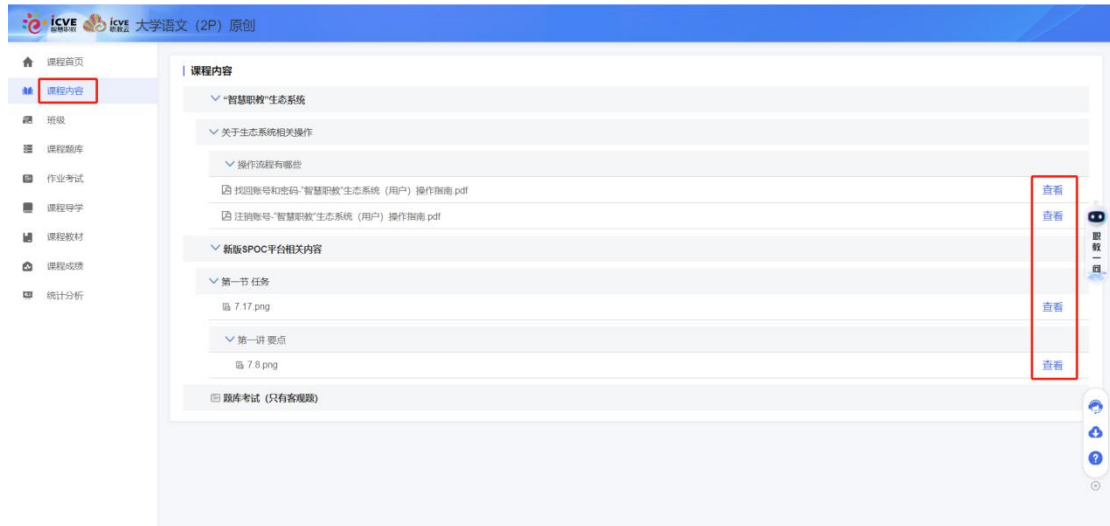 icve 智慧职教 icve 职教云 大学语文（2P）原创
课程首页
课程内容
班级
课程题库
作业考试
课程导学
课程教材
课程成绩
统计分析
课程内容
“智慧职教”生态系统
关于生态系统相关操作
操作流程有哪些
找回账号和密码-“智慧职教”生态系统（用户）操作指南.pdf 查看
注销账号-“智慧职教”生态系统（用户）操作指南.pdf 查看
新版SPOC平台相关内容
第一节 任务
7.17.png 查看
第一讲 要点
7.8.png 查看
题库考试（只有客观题)
职教一问